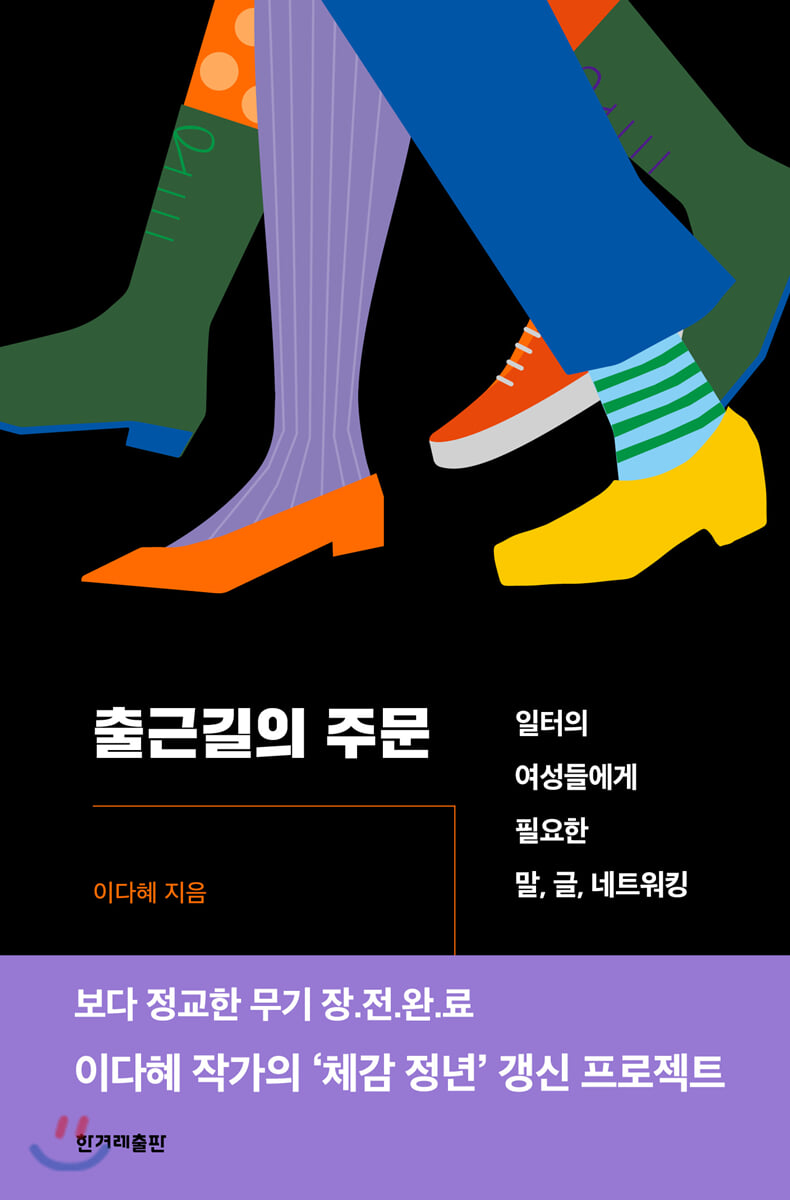 출근길의 주문
일터의
여성들에게
필요한
말, 글, 네트워킹
이다혜 지음
보다 정교한 무기 장.전.완.료
이다혜 작가의 ‘체감 정년’ 갱신 프로젝트
한겨레출판